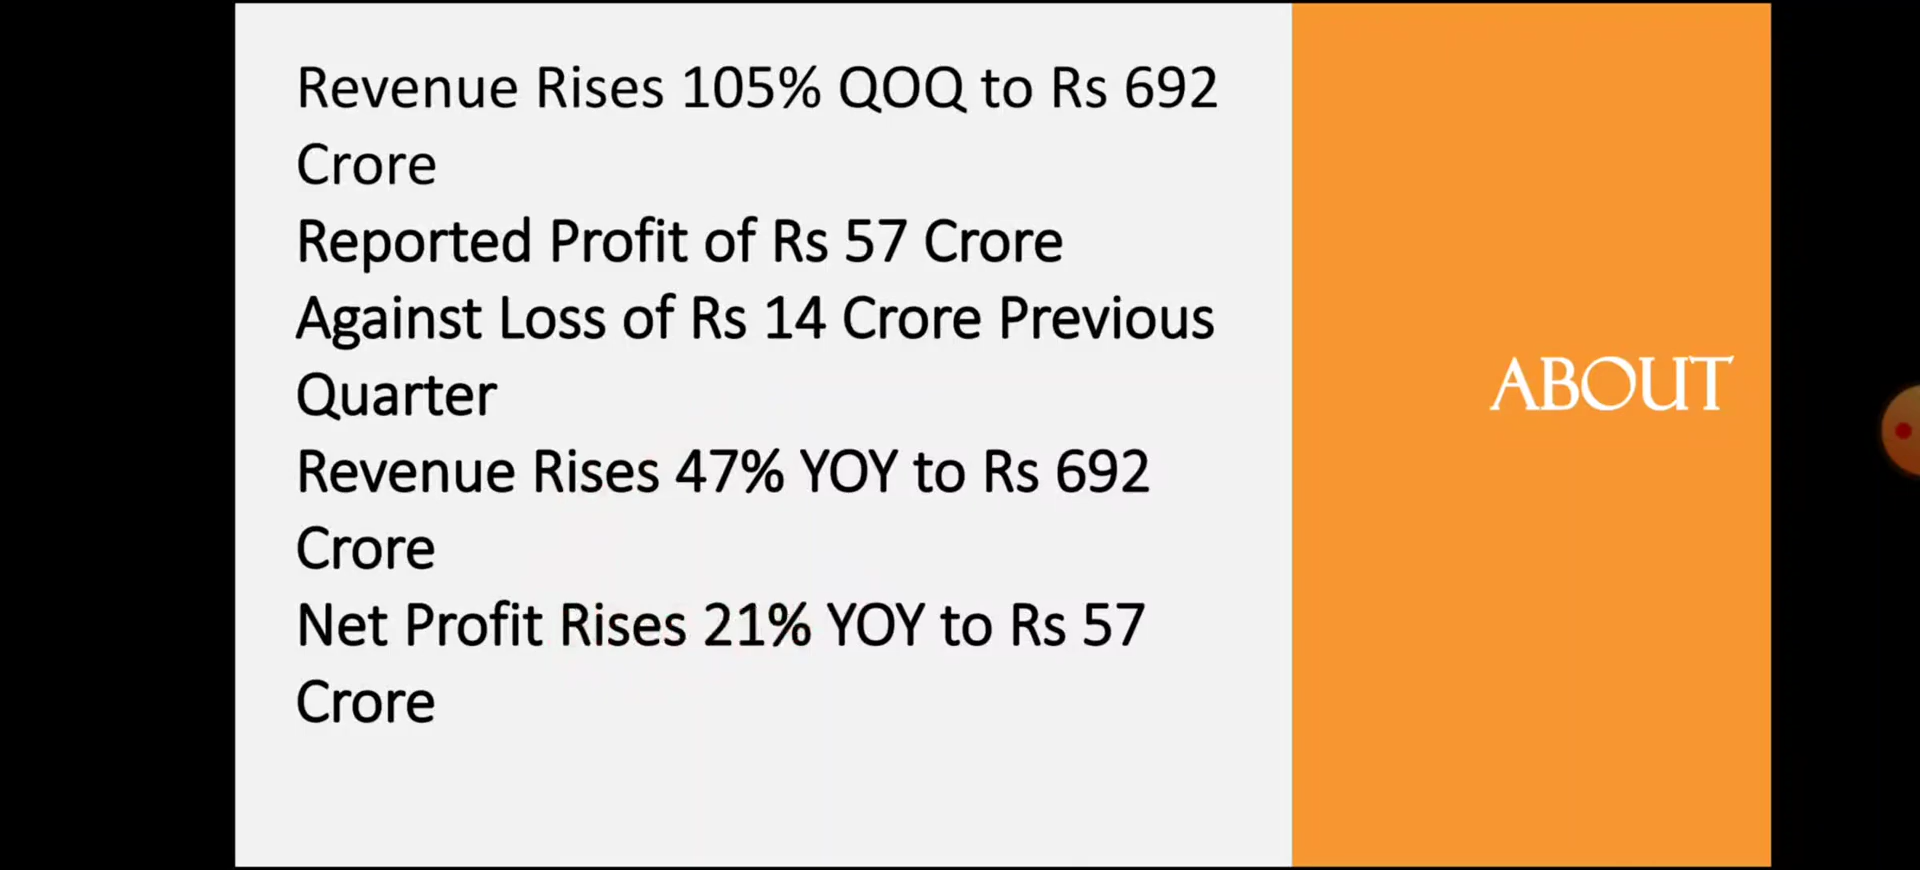 Revenue Rises 105% QOQ to Rs 692
Crore
Reported Profit of Rs 57 Crore
Against Loss of Rs 14 Crore Previous
Quarter
Revenue Rises 47% YOY to Rs 692
Crore
Net Profit Rises 21% YOY to Rs 57
Crore
ABOUT